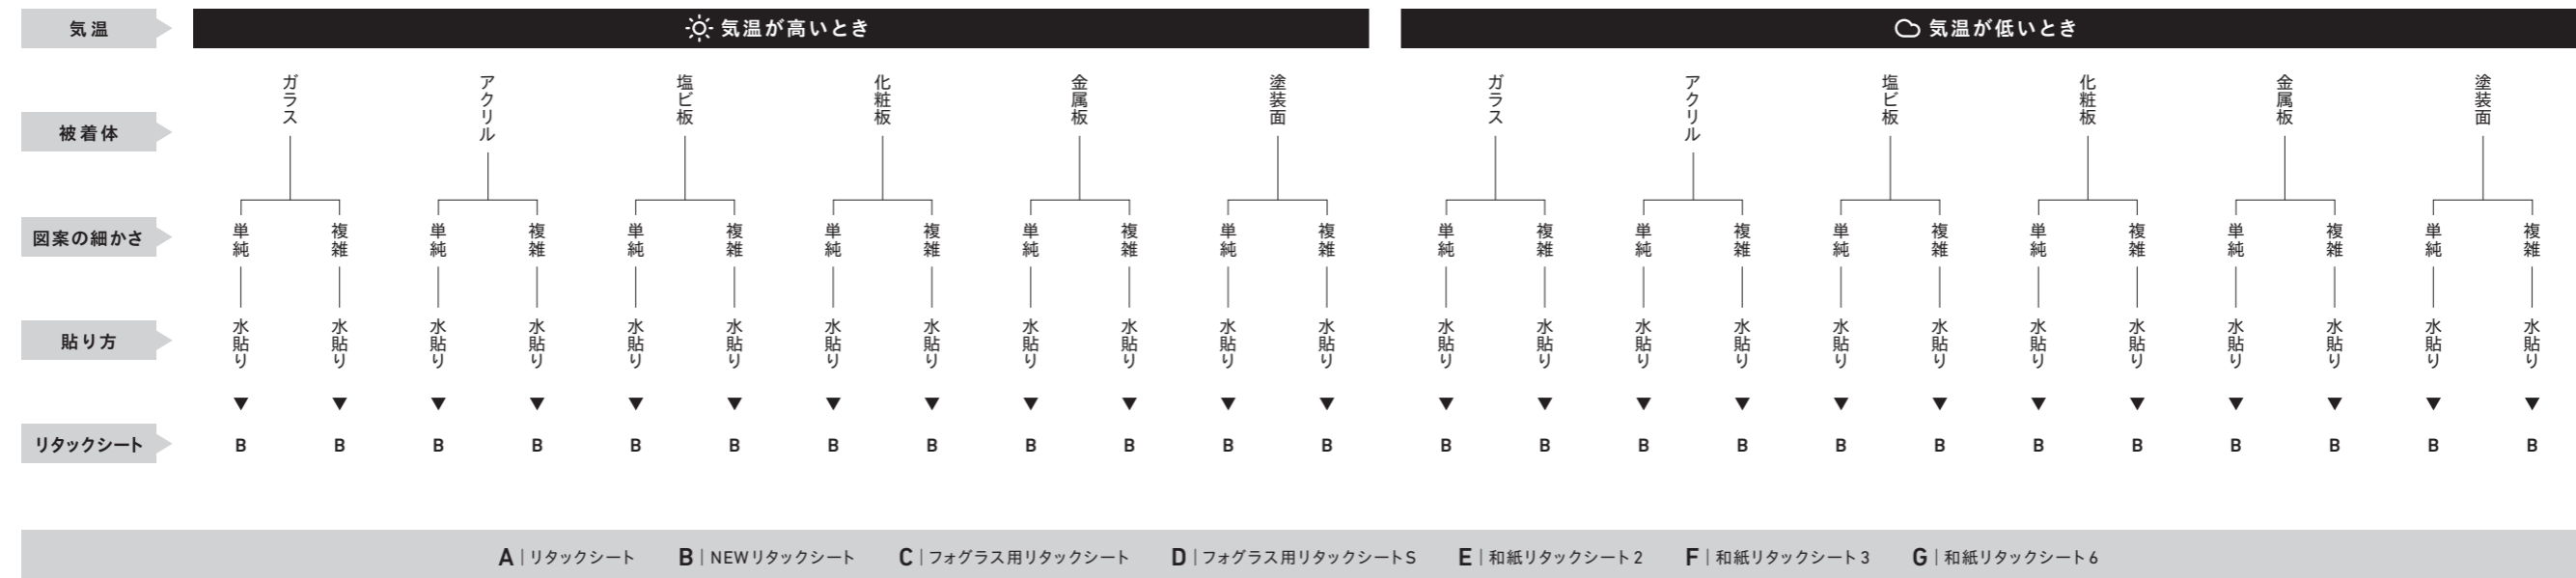 気温 気温が高いとき 気温が低いとき
被着体 ガラス アクリル 塩ビ板 化粧板 金属板 塗装面 ガラス アクリル 塩ビ板 化粧板 金属板 塗装面
図案の細かさ 単純 複雑 単純 複雑 単純 複雑 単純 複雑 単純 複雑 単純 複雑 単純 複雑 単純 複雑 単純 複雑 単純 複雑 単純 複雑 単純 複雑
貼り方 水貼り 水貼り 水貼り 水貼り 水貼り 水貼り 水貼り 水貼り 水貼り 水貼り 水貼り 水貼り 水貼り 水貼り 水貼り 水貼り 水貼り 水貼り 水貼り 水貼り 水貼り 水貼り 水貼り 水貼り
▼ ▼ ▼ ▼ ▼ ▼ ▼ ▼ ▼ ▼ ▼ ▼ ▼ ▼ ▼ ▼ ▼ ▼ ▼ ▼ ▼ ▼ ▼ ▼
リタックシート B B B B B B B B B B B B B B B B B B B B B B B B
A|リタックシート B|NEWリタックシート C|フォグラス用リタックシート D|フォグラス用リタックシートS E|和紙リタックシート2 F|和紙リタックシート3 G|和紙リタックシート6